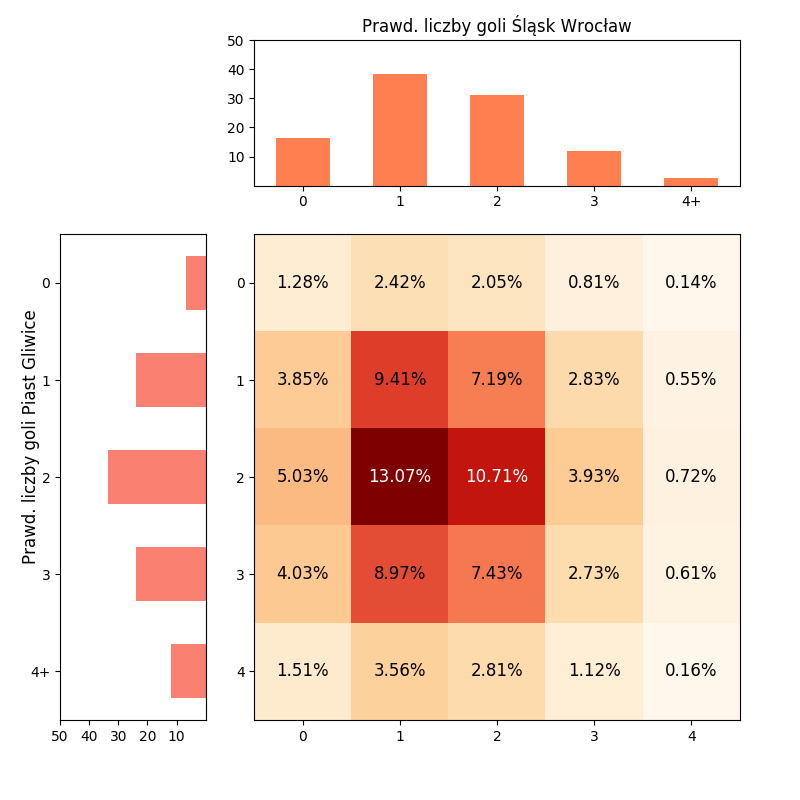 Prawd. liczby goli Śląsk Wrocław
50
40
30
20
10
0 1 2 3 4+
Prawd. liczby goli Piast Gliwice
0
1
2
3
4+
50 40 30 20 10
0 1.28% 2.42% 2.05% 0.81% 0.14%
1 3.85% 9.41% 7.19% 2.83% 0.55%
2 5.03% 13.07% 10.71% 3.93% 0.72%
3 4.03% 8.97% 7.43% 2.73% 0.61%
4 1.51% 3.56% 2.81% 1.12% 0.16%
0 1 2 3 4